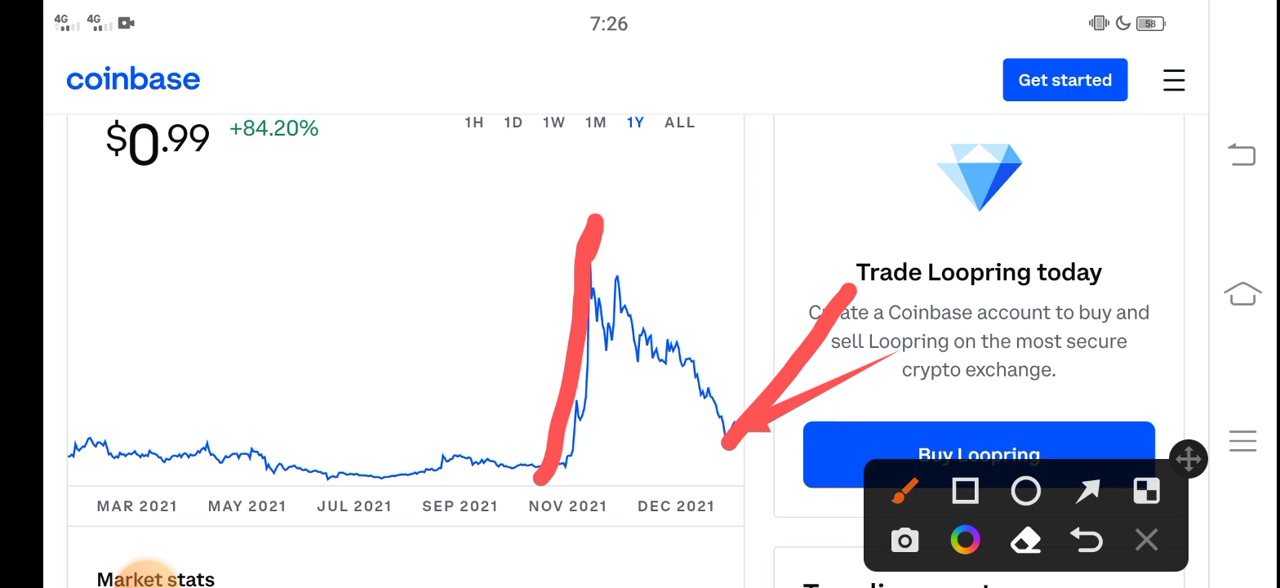 4G 4G 7:26 58
coinbase
Get started
$0.99 +84.20% 1H 1D 1W 1M 1Y ALL
Trade Loopring today
Create a Coinbase account to buy and
sell Loopring on the most secure
crypto exchange.
Buy Loopring
MAR 2021 MAY 2021 JUL 2021 SEP 2021 NOV 2021 DEC 2021
Market stats